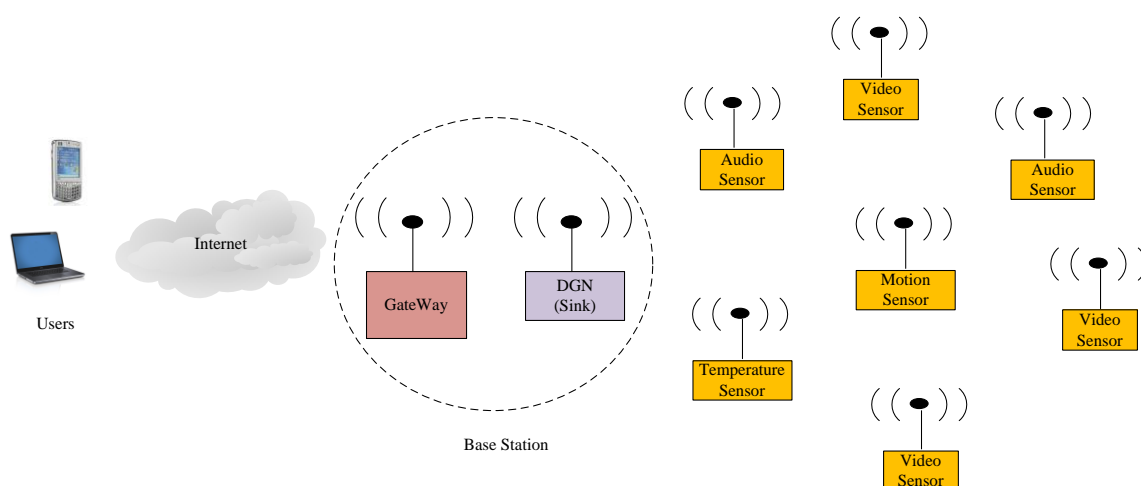 Video
Sensor
Audio
Sensor
Audio
Sensor
Internet
GateWay
DGN
(Sink)
Motion
Sensor
Users
Video
Sensor
Temperature
Sensor
Base Station
Video
Sensor